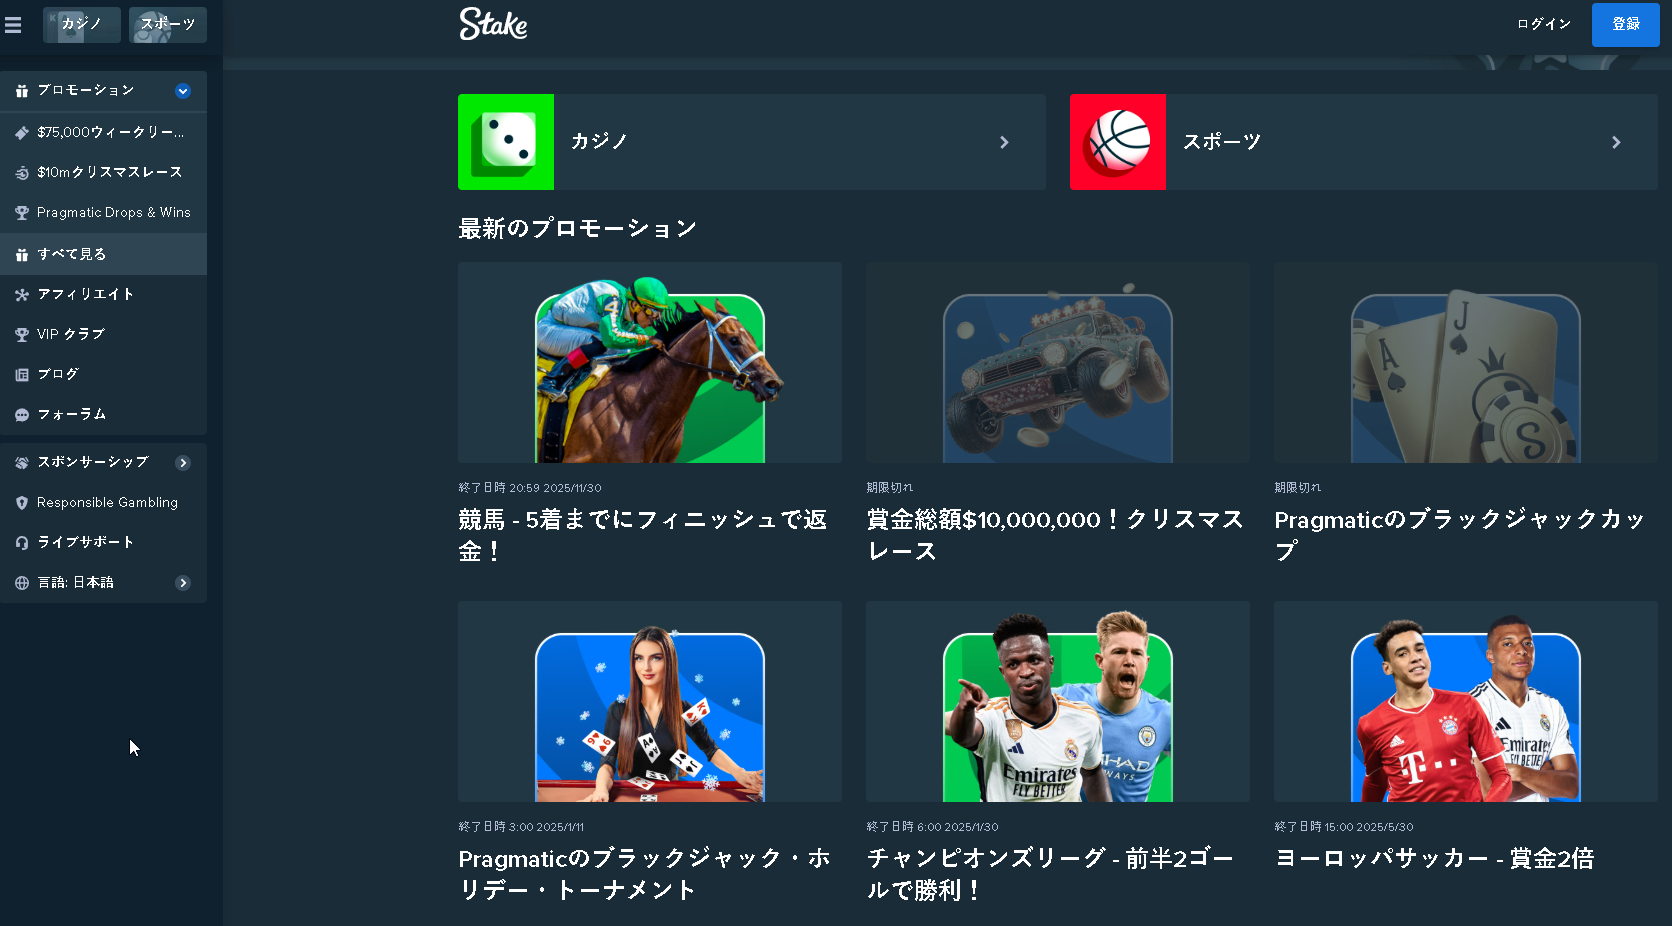 カジノ
スポーツ
Stake
ログイン
登録
プロモーション
$75,000ウィークリー...
$10mクリスマスレース
Pragmatic Drops & Wins
すべて見る
アフィリエイト
VIP クラブ
ブログ
フォーラム
スポンサーシップ
Responsible Gambling
ライブサポート
言語: 日本語
カジノ
スポーツ
最新のプロモーション
4
J
A
S
終了日時 20:59 2025/11/30
競馬 - 5着までにフィニッシュで返
金！
期限切れ
賞金総額$10,000,000！クリスマス
レース
期限切れ
Pragmaticのブラックジャックカッ
プ
Emirates
FLY BETTER
T
Emirates
終了日時 3:00 2025/1/11
Pragmaticのブラックジャック・ホ
リデー・トーナメント
終了日時 6:00 2025/1/30
チャンピオンズリーグ - 前半2ゴー
ルで勝利！
終了日時 15:00 2025/5/30
ヨーロッパサッカー - 賞金2倍